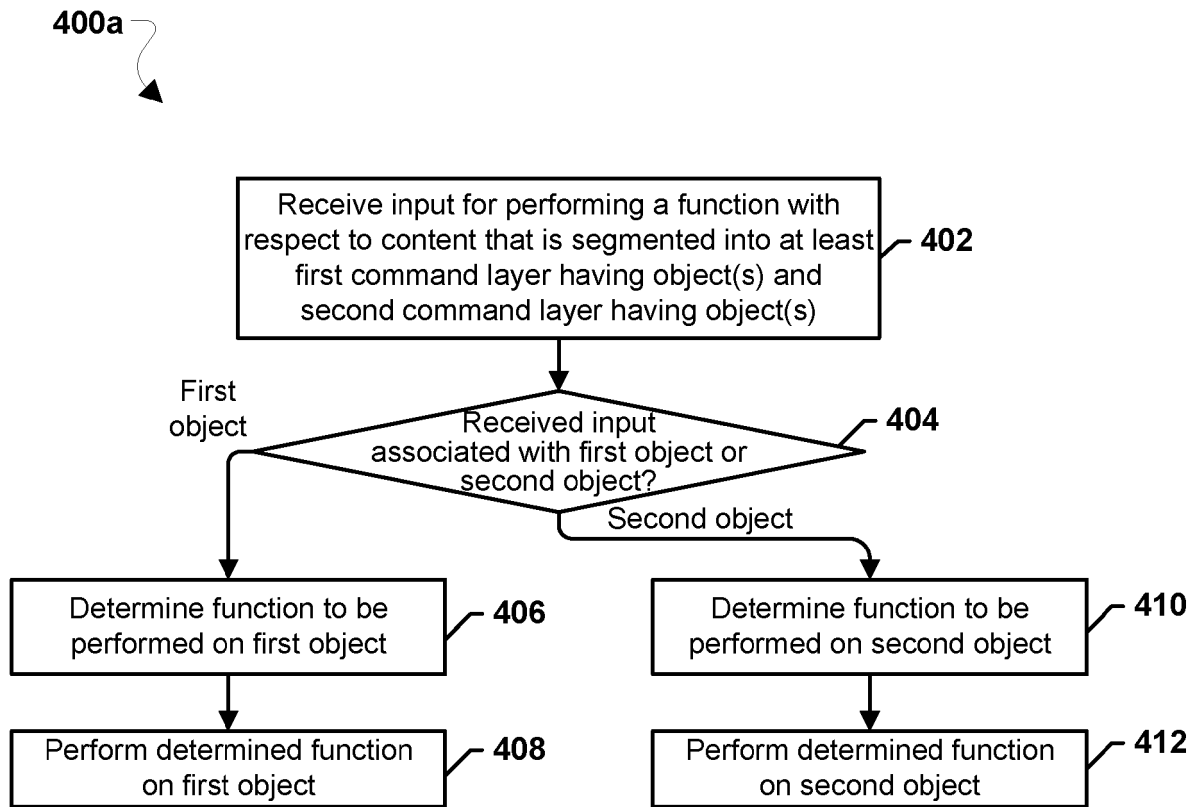 400a
Receive input for performing a function with
respect to content that is segmented into at least
first command layer having object(s) and
second command layer having object(s)
402
First
object
Received input
associated with first object or
second object?
404
Second object
Determine function to be
performed on first object
406
Determine function to be
performed on second object
410
Perform determined function
on first object
408
Perform determined function
on second object
412